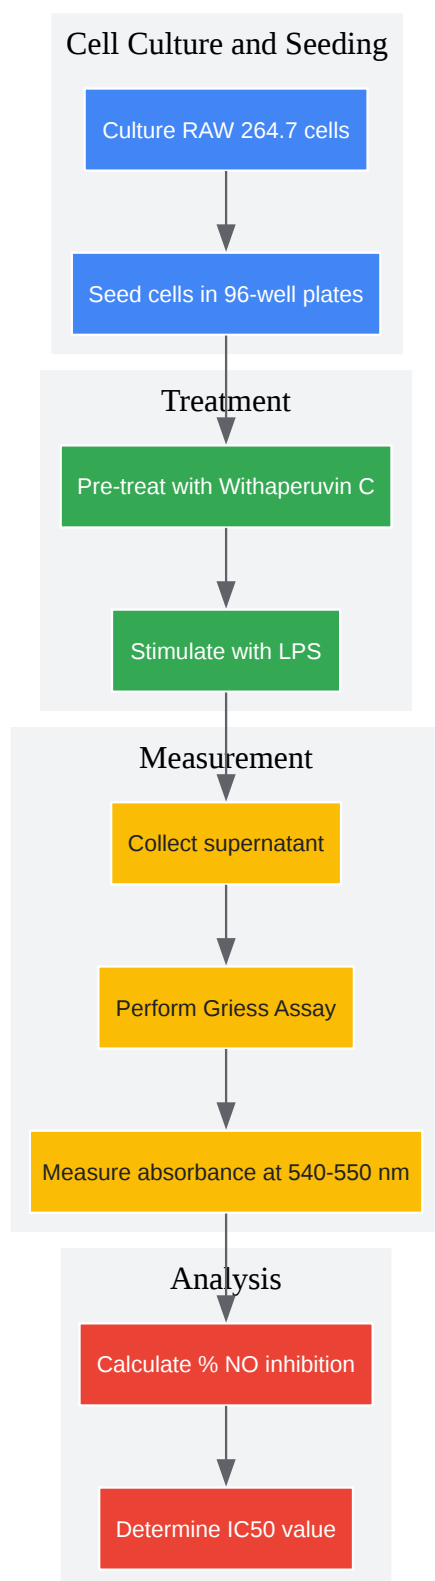 Cell Culture and Seeding
Culture RAW 264.7 cells
Seed cells in 96-well plates
Treatment
Pre-treat with Withaperuvin C
Stimulate with LPS
Measurement
Collect supernatant
Perform Griess Assay
Measure absorbance at 540-550 nm
Analysis
Calculate % NO inhibition
Determine IC50 value